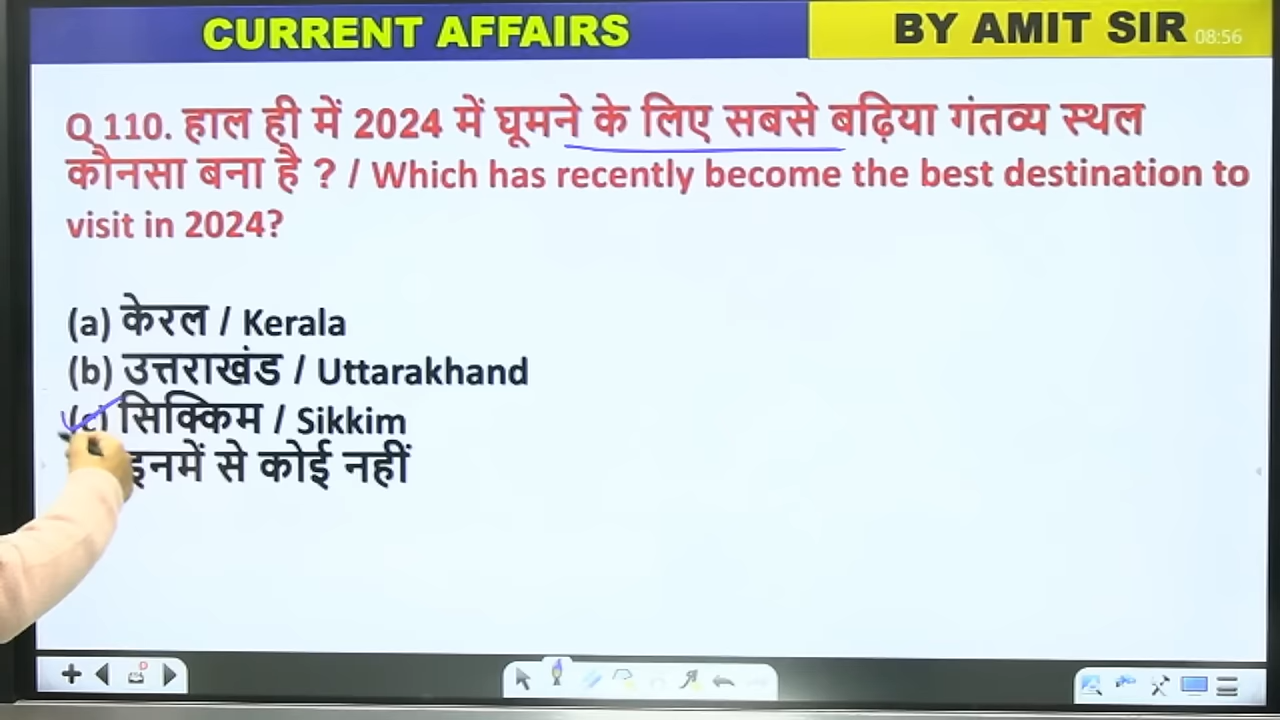 CURRENT AFFAIRS
BY AMIT SIR
08:56
Q 110. हाल ही में 2024 में घूमने के लिए सबसे बढ़िया गंतव्य स्थल
कौनसा बना है ? / Which has recently become the best destination to
visit in 2024?
(a) केरल / Kerala
(b) उत्तराखंड / Uttarakhand
(c) सिक्किम / Sikkim
इनमें से कोई नहीं